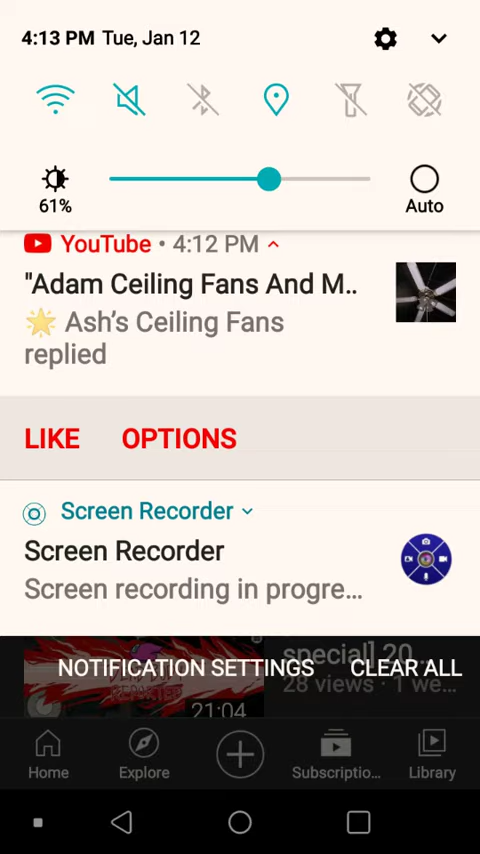 4:13 PM Tue, Jan 12
61%
Auto
YouTube • 4:12 PM
"Adam Ceiling Fans And M..
🌟 Ash's Ceiling Fans
replied
LIKE OPTIONS
Screen Recorder
Screen Recorder
Screen recording in progre...
special] 20...
NOTIFICATION SETTINGS CLEAR ALL
28 views · 1 we...
21:04
Home Explore Subscriptio... Library